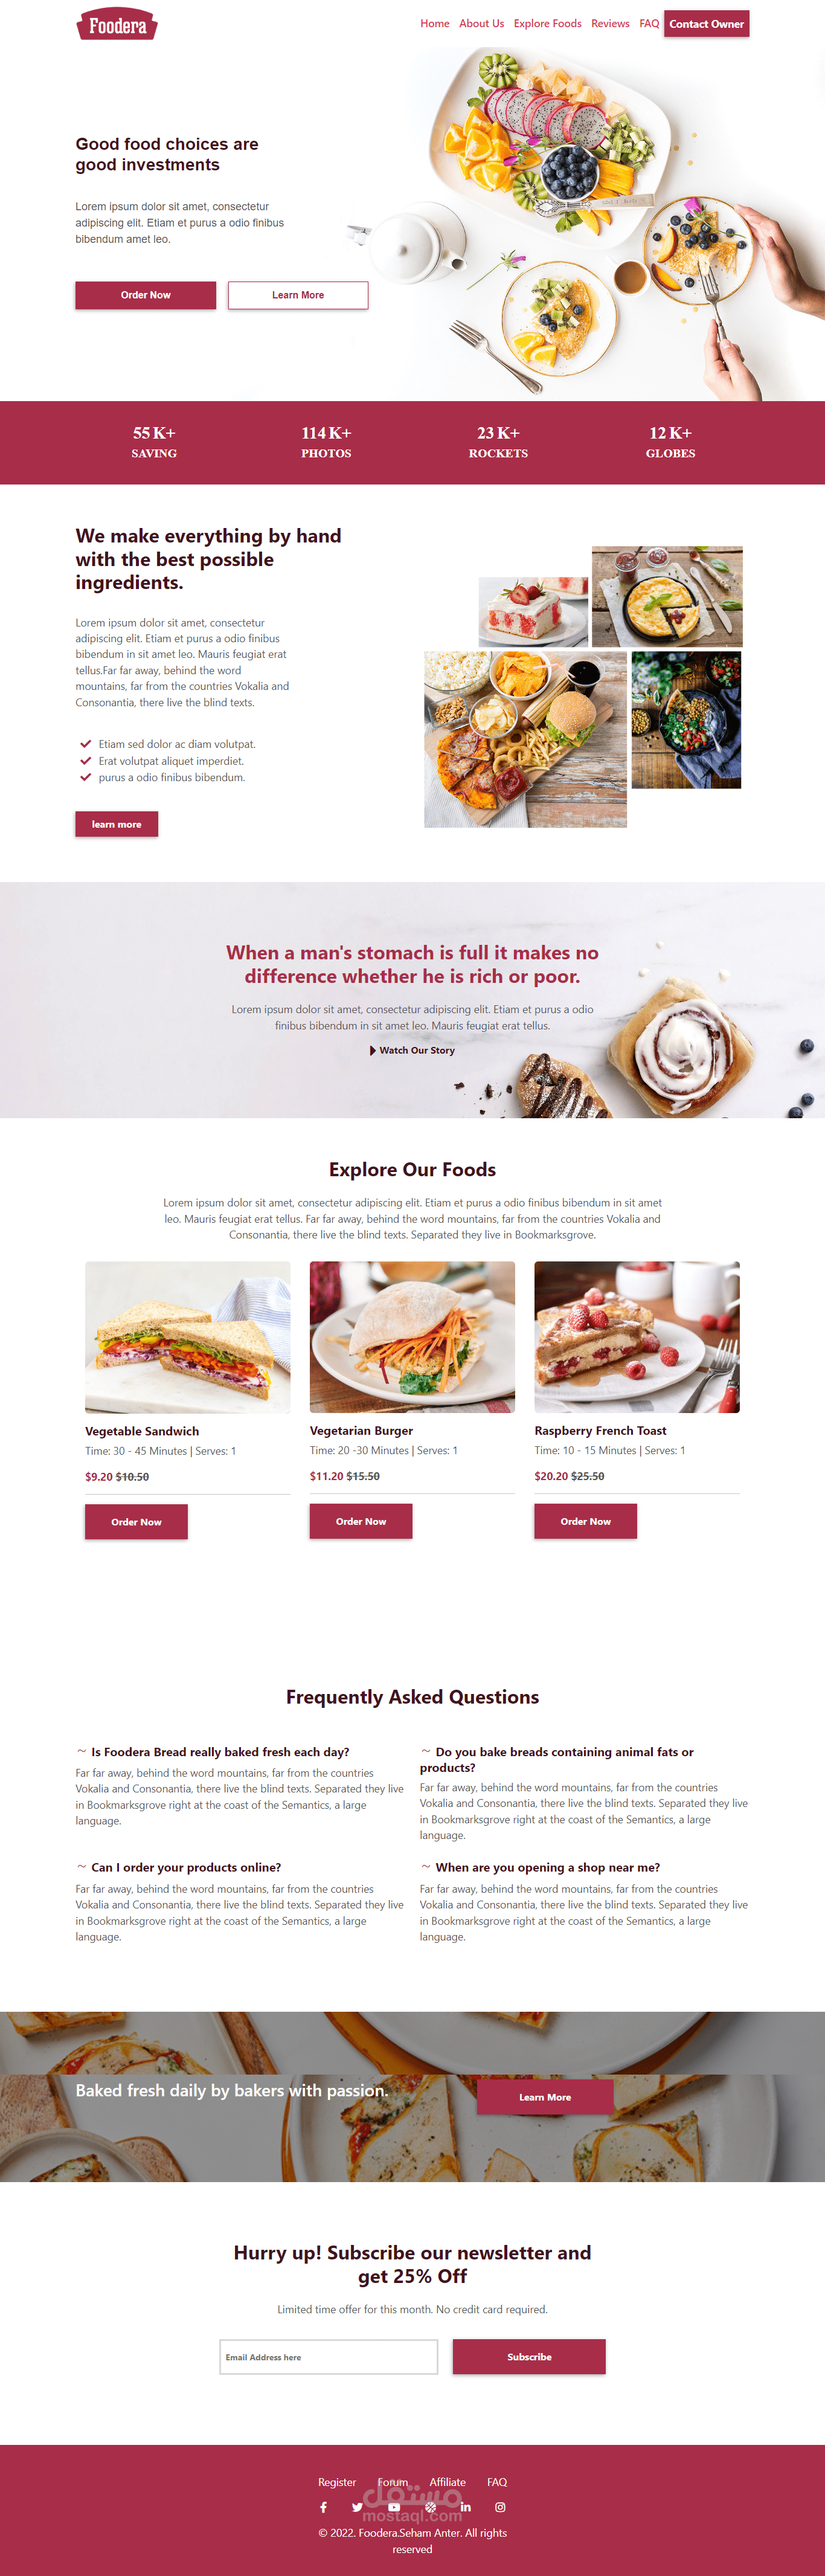 Foodera
Home About Us Explore Foods Reviews FAQ Contact Owner
Good food choices are
good investments
Lorem ipsum dolor sit amet, consectetur
adipiscing elit. Etiam et purus a odio finibus
bibendum amet leo.
Order Now Learn More
55 K+ 114 K+ 23 K+ 12 K+
SAVING PHOTOS ROCKETS GLOBES
We make everything by hand
with the best possible
ingredients.
Lorem ipsum dolor sit amet, consectetur
adipiscing elit. Etiam et purus a odio finibus
bibendum in sit amet leo. Mauris feugiat erat
tellus.Far far away, behind the word
mountains, far from the countries Vokalia and
Consonantia, there live the blind texts.
Etiam sed dolor ac diam volutpat.
Erat volutpat aliquet imperdiet.
purus a odio finibus bibendum.
learn more
When a man's stomach is full it makes no
difference whether he is rich or poor.
Lorem ipsum dolor sit amet, consectetur adipiscing elit. Etiam et purus a odio
finibus bibendum in sit amet leo. Mauris feugiat erat tellus.
Watch Our Story
Explore Our Foods
Lorem ipsum dolor sit amet, consectetur adipiscing elit. Etiam et purus a odio finibus bibendum in sit amet
leo. Mauris feugiat erat tellus. Far far away, behind the word mountains, far from the countries Vokalia and
Consonantia, there live the blind texts. Separated they live in Bookmarksgrove.
Vegetable Sandwich
Time: 30 - 45 Minutes | Serves: 1
$9.20 $10.50
Order Now
Vegetarian Burger
Time: 20 -30 Minutes | Serves: 1
$11.20 $15.50
Order Now
Raspberry French Toast
Time: 10 - 15 Minutes | Serves: 1
$20.20 $25.50
Order Now
Frequently Asked Questions
~ Is Foodera Bread really baked fresh each day?
Far far away, behind the word mountains, far from the countries
Vokalia and Consonantia, there live the blind texts. Separated they live
in Bookmarksgrove right at the coast of the Semantics, a large
language.
~ Do you bake breads containing animal fats or
products?
Far far away, behind the word mountains, far from the countries
Vokalia and Consonantia, there live the blind texts. Separated they live
in Bookmarksgrove right at the coast of the Semantics, a large
language.
~ Can I order your products online?
Far far away, behind the word mountains, far from the countries
Vokalia and Consonantia, there live the blind texts. Separated they live
in Bookmarksgrove right at the coast of the Semantics, a large
language.
~ When are you opening a shop near me?
Far far away, behind the word mountains, far from the countries
Vokalia and Consonantia, there live the blind texts. Separated they live
in Bookmarksgrove right at the coast of the Semantics, a large
language.
Baked fresh daily by bakers with passion.
Learn More
Hurry up! Subscribe our newsletter and
get 25% Off
Limited time offer for this month. No credit card required.
Email Address here Subscribe
Register Forum Affiliate FAQ
مستقل
mostaql.com
© 2022. Foodera.Seham Anter. All rights
reserved